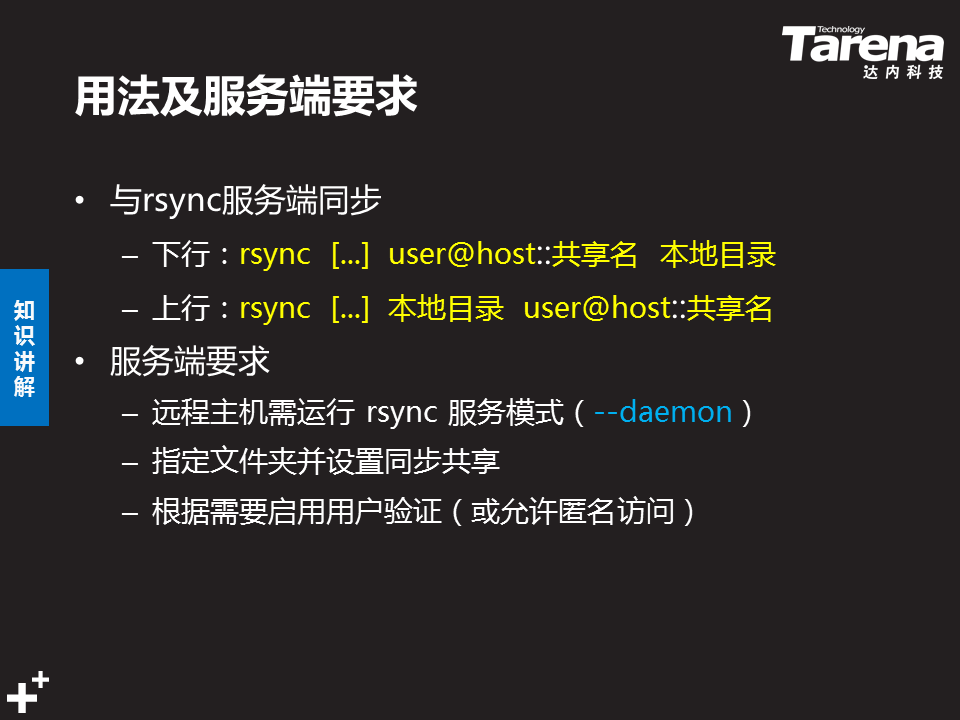 Technology
Tarena
达内科技
用法及服务端要求
• 与rsync服务端同步
– 下行：rsync [...] user@host::共享名 本地目录
– 上行：rsync [...] 本地目录 user@host::共享名
• 服务端要求
– 远程主机需运行 rsync 服务模式（--daemon）
– 指定文件夹并设置同步共享
– 根据需要启用用户验证（或允许匿名访问）
知
识
讲
解